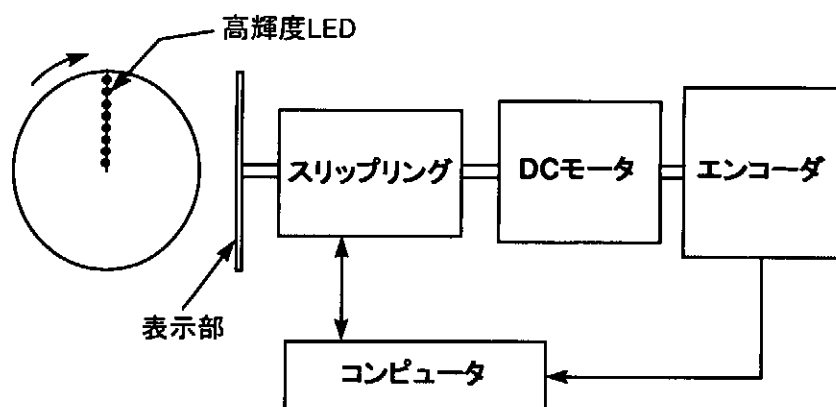 高輝度LED
スリップリング
DCモータ
エンコーダ
表示部
コンピュータ